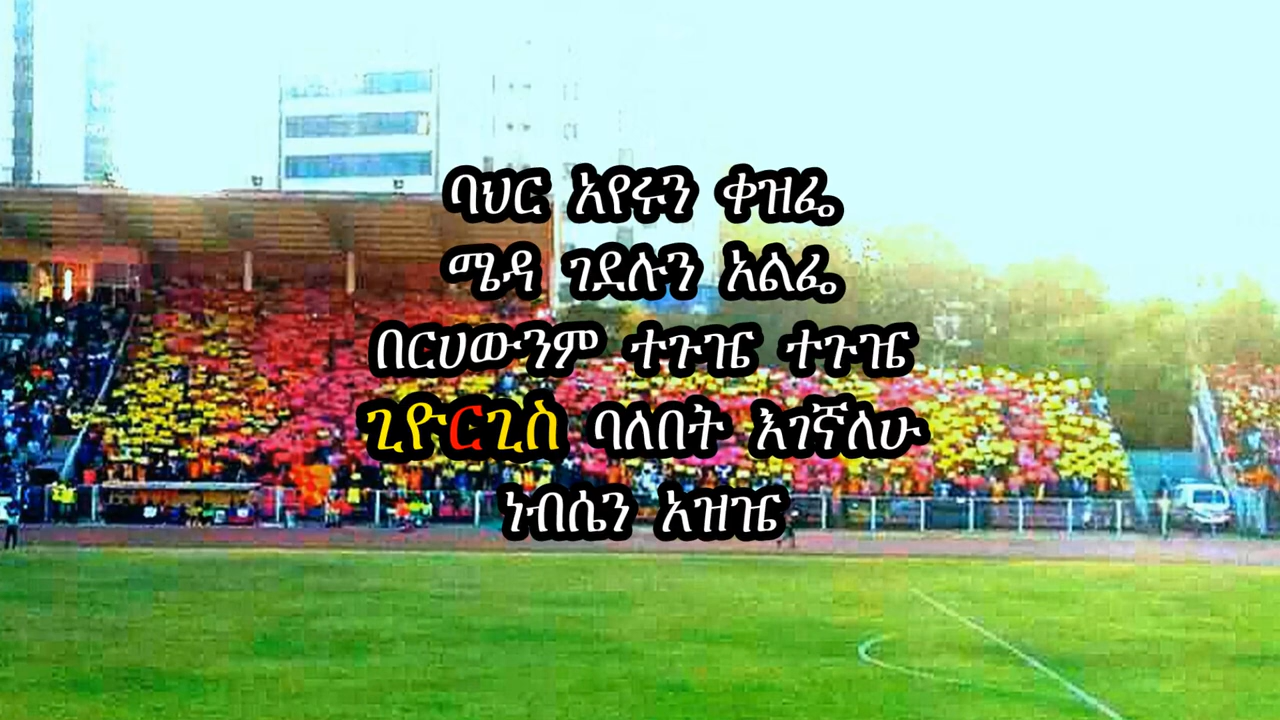 ባህር አየሩን ቀዝፌ
ሜዳ ገደሉን አልፌ
በርሀውንም ተጉዤ ተጉዤ
ጊዮርጊስ ባለበት እገኛለሁ
ነብሴን አዝዤ